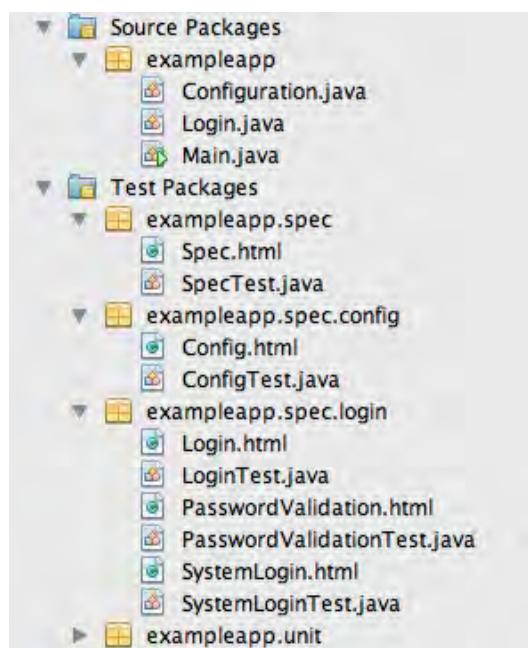 Source Packages
exampleapp
Configuration.java
Login.java
Main.java
Test Packages
exampleapp.spec
Spec.html
SpecTest.java
exampleapp.spec.config
Config.html
ConfigTest.java
exampleapp.spec.login
Login.html
LoginTest.java
PasswordValidation.html
PasswordValidationTest.java
SystemLogin.html
SystemLoginTest.java
exampleapp.unit